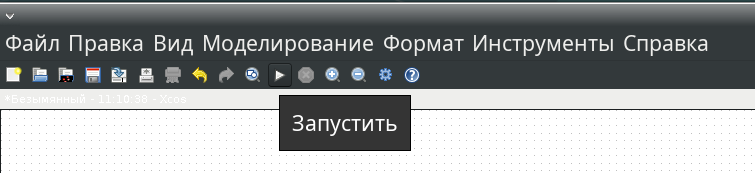 Файл Правка Вид Моделирование Формат Инструменты Справка
*Безымянный - 11:10:38 - Xcos
Запустить